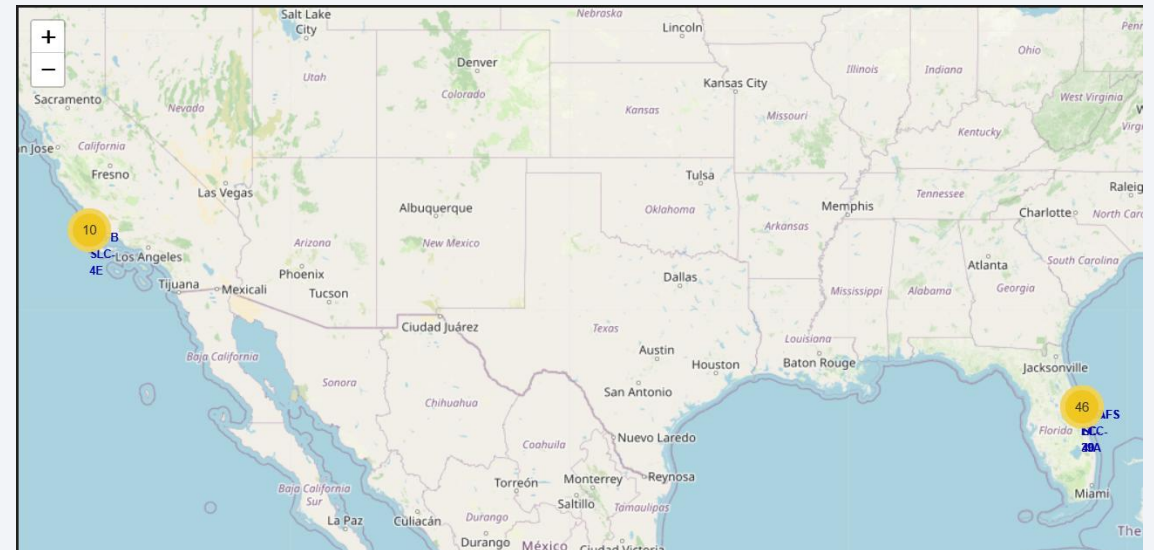 +
−
Salt Lake
City
Nebraska
Lincoln
Ohio
Denver
Illinois
Indiana
Utah
Colorado
Kansas City
Sacramento
Nevada
Kansas
Missouri
West Virginia
Kentucky
California
Fresno
Las Vegas
Tulsa
Tennessee
Albuquerque
Memphis
Oklahoma
Charlotte
Arkansas
10
B
Arizona
New Mexico
South Carolina
SLC-
4E
Los Angeles
Phoenix
Dallas
Atlanta
Tijuana
Mexicali
Tucson
Mississippi
Alabama
Georgia
Ciudad Juárez
Texas
Louisiana
Baja California
Austin
Houston
Baton Rouge
Jacksonville
Sonora
Chihuahua
San Antonio
46
AFS
Florida
Coahuila
Nuevo Laredo
Torreón
Monterrey
Reynosa
Baja California
Sur
Saltillo
Tamaulipas
Miami
La Paz
Culiacán
Durango
Durango
México
Ciudad Victoria
The